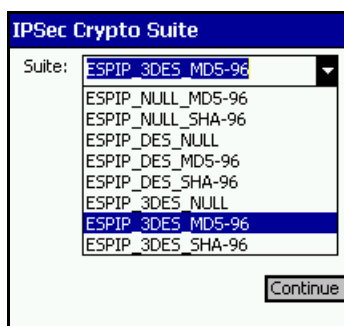 IPSec Crypto Suite
Suite: ESPIP_3DES_MD5-96
ESPIP_NULL_MD5-96
ESPIP_NULL_SHA-96
ESPIP_DES_NULL
ESPIP_DES_MD5-96
ESPIP_DES_SHA-96
ESPIP_3DES_NULL
ESPIP_3DES_MD5-96
ESPIP_3DES_SHA-96
Continue